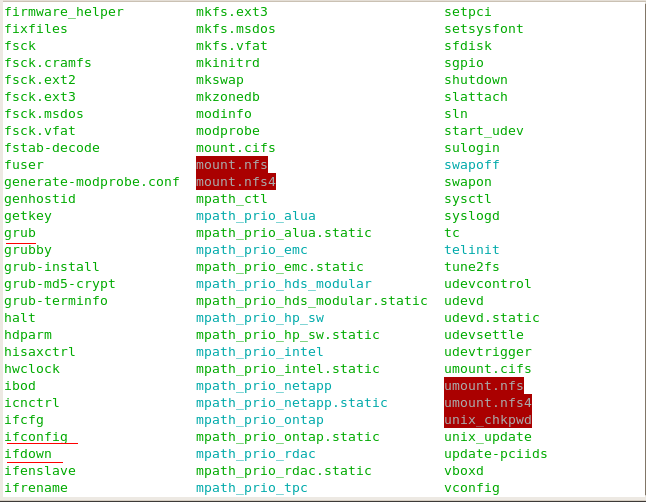 firmware_helper mkfs.ext3 setpci
fixfiles mkfs.msdos setsysfont
fsck mkfs.vfat sfdisk
fsck.cramfs mkinitrd sgpio
fsck.ext2 mkswap shutdown
fsck.ext3 mkzonedb slattach
fsck.msdos modinfo sln
fsck.vfat modprobe start_udev
fstab-decode mount.cifs sulogin
fuser mount.nfs swapoff
generate-modprobe.conf mount.nfs4 swapon
genhostid mpath_ctl sysctl
getkey mpath_prio_alua syslogd
grub mpath_prio_alua.static tc
grubby mpath_prio_emc telinit
grub-install mpath_prio_emc.static tune2fs
grub-md5-crypt mpath_prio_hds_modular udevcontrol
grub-terminfo mpath_prio_hds_modular.static udevd
halt mpath_prio_hp_sw udevd.static
hdparm mpath_prio_hp_sw.static udevsettle
hisaxctrl mpath_prio_intel udevtrigger
hwclock mpath_prio_intel.static umount.cifs
ibod mpath_prio_netapp umount.nfs
icnctrl mpath_prio_netapp.static umount.nfs4
ifcfg mpath_prio_ontap unix_chkpwd
ifconfig mpath_prio_ontap.static unix_update
ifdown mpath_prio_rdac update-pciids
ifenslave mpath_prio_rdac.static vboxd
ifrename mpath_prio_tpc vconfig